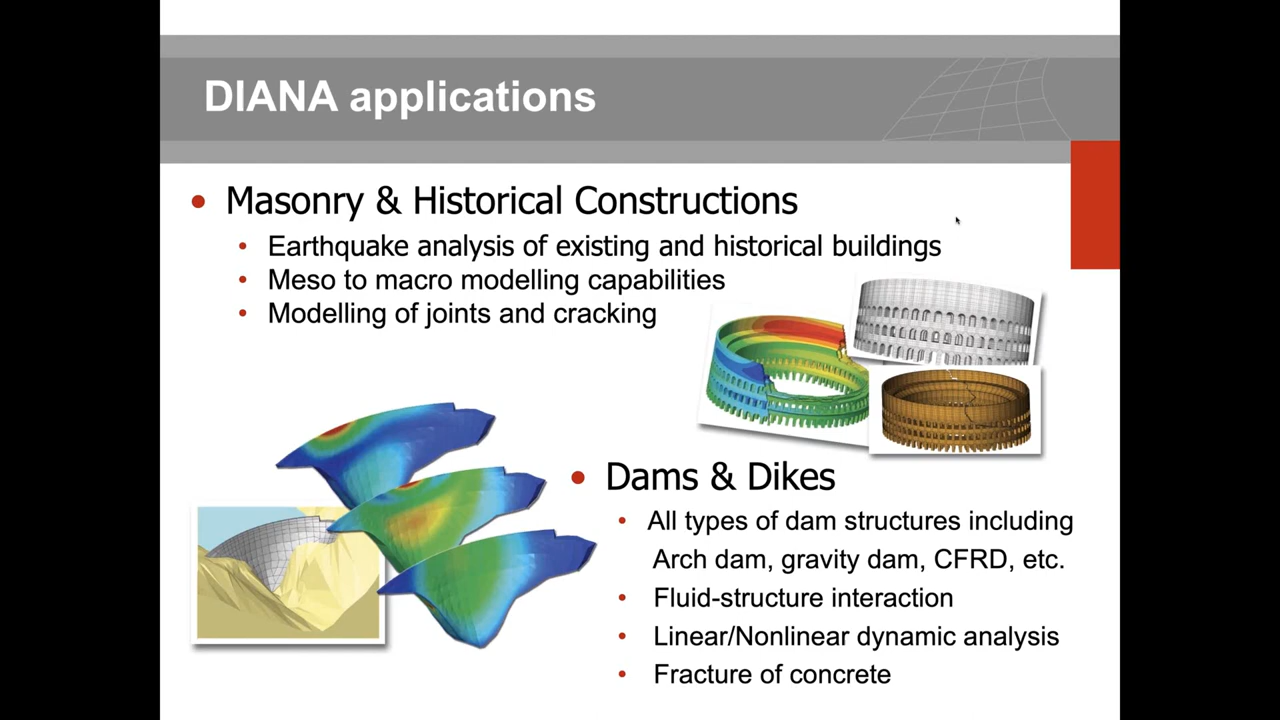 DIANA applications
• Masonry & Historical Constructions
• Earthquake analysis of existing and historical buildings
• Meso to macro modelling capabilities
• Modelling of joints and cracking
• Dams & Dikes
• All types of dam structures including
Arch dam, gravity dam, CFRD, etc.
• Fluid-structure interaction
• Linear/Nonlinear dynamic analysis
• Fracture of concrete